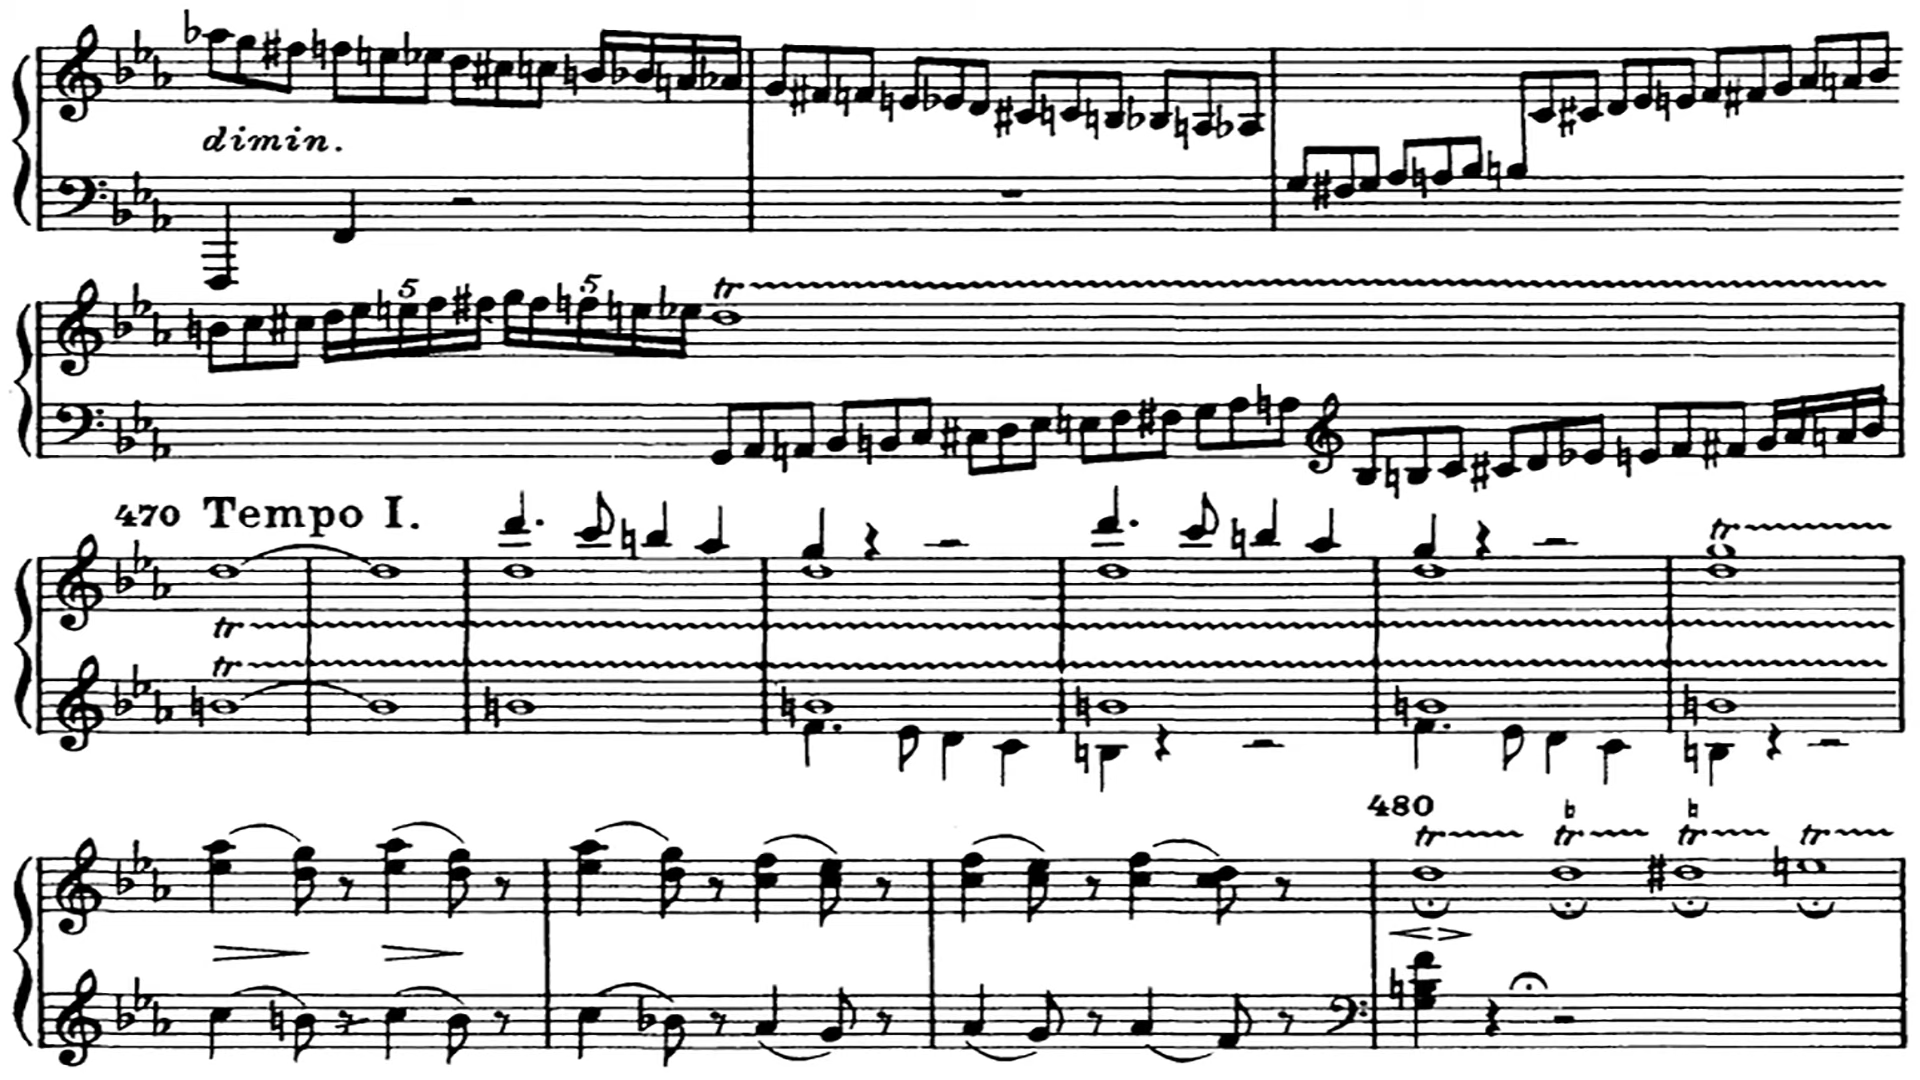 dimin.
5 5 tr
470 Tempo I.
tr
tr
tr
480
tr tr tr tr